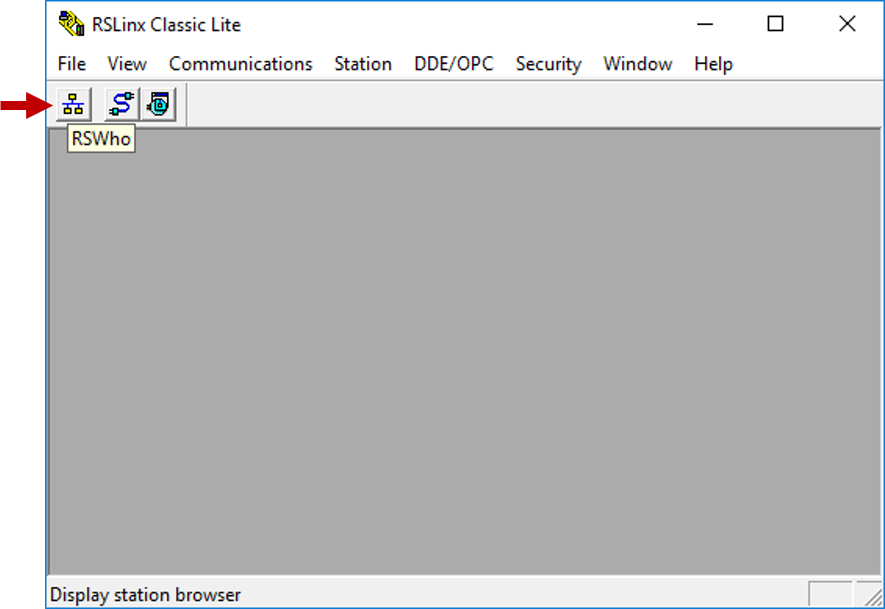 RSLinx Classic Lite
File View Communications Station DDE/OPC Security Window Help
RSWho
Display station browser